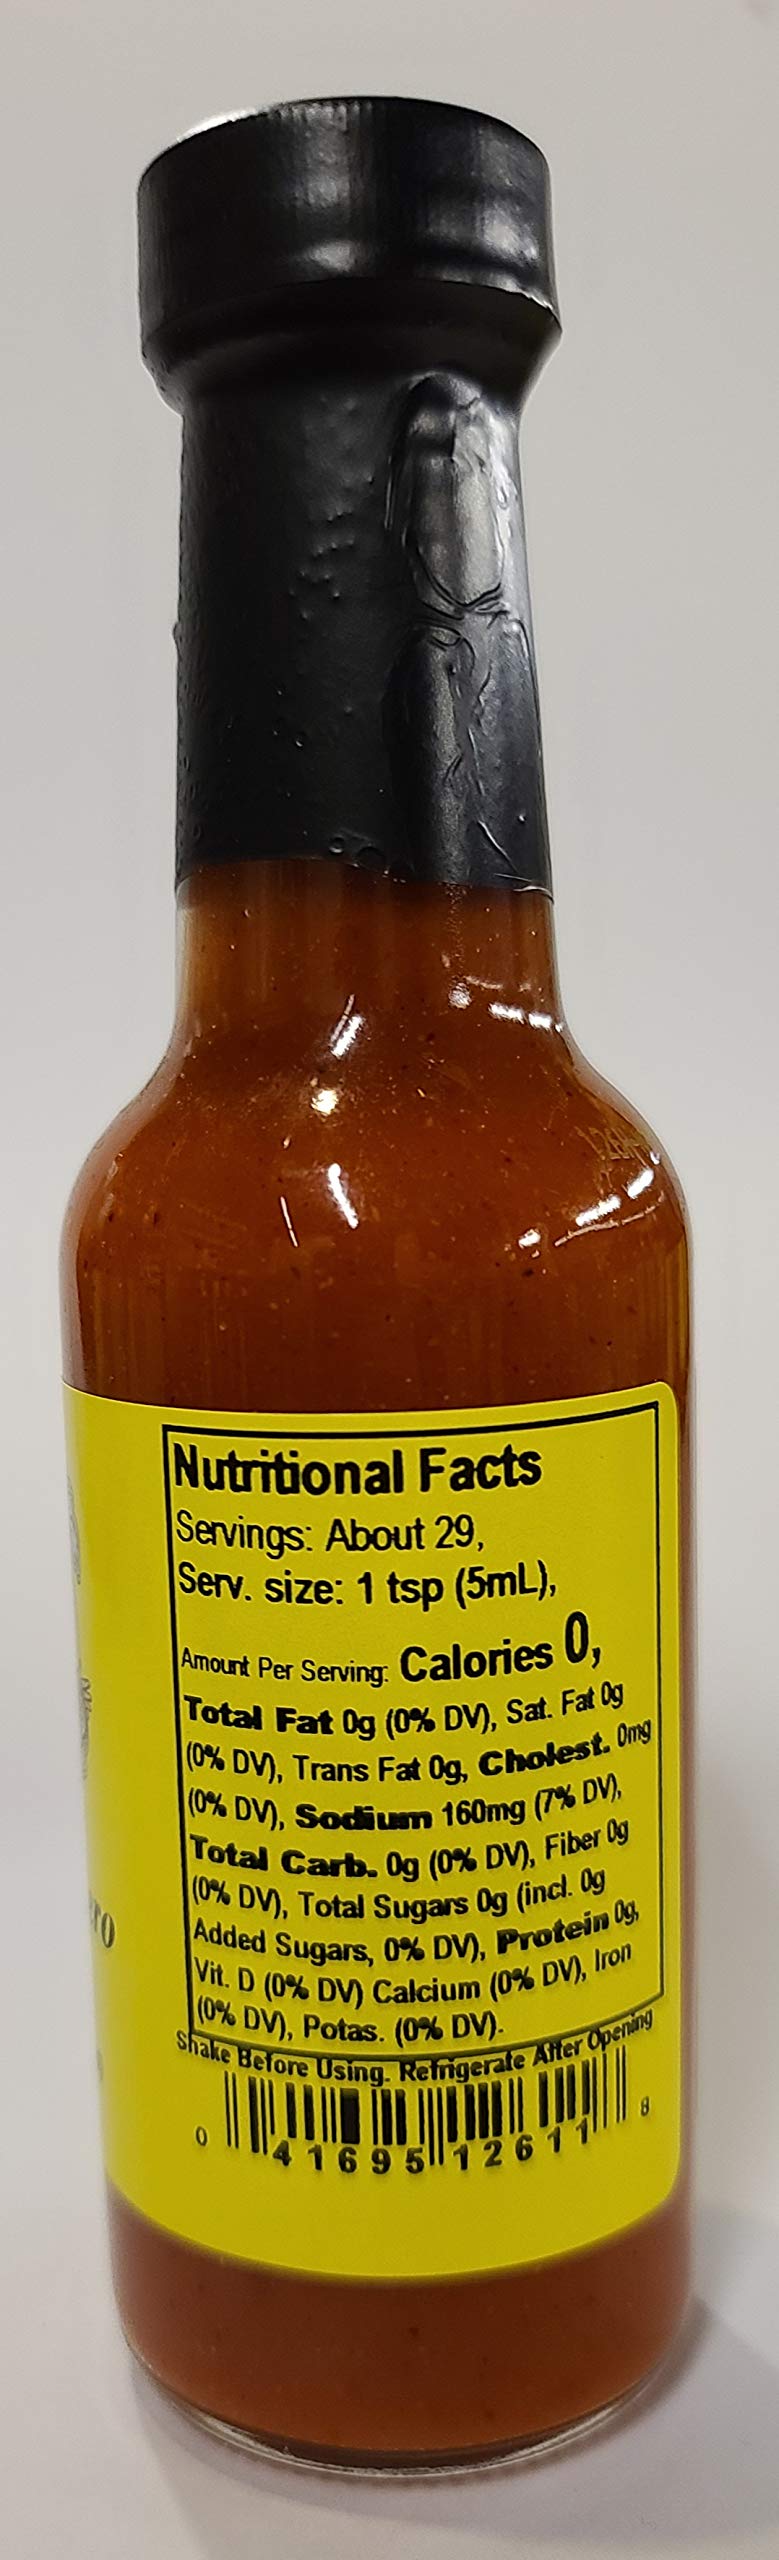 Nutritional Facts
Servings: About 29,
Serv. size: 1 tsp (5mL),
Amount Per Serving: Calories 0,
Total Fat 0g (0% DV), Sat. Fat 0g
(0% DV), Trans Fat 0g, Cholest. 0mg
(0% DV), Sodium 160mg (7% DV),
Total Carb. 0g (0% DV), Fiber 0g
(0% DV), Total Sugars 0g (incl. 0g
Added Sugars, 0% DV), Protein 0g,
Vit. D (0% DV) Calcium (0% DV), Iron
(0% DV), Potas. (0% DV).
Shake Before Using. Refrigerate After Opening
0 41695 12611 8